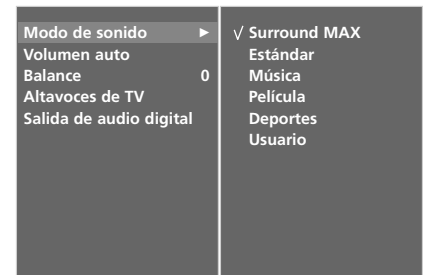 Modo de sonido ►
Volumen auto
Balance 0
Altavoces de TV
Salida de audio digital
√ Surround MAX
Estándar
Música
Película
Deportes
Usuario